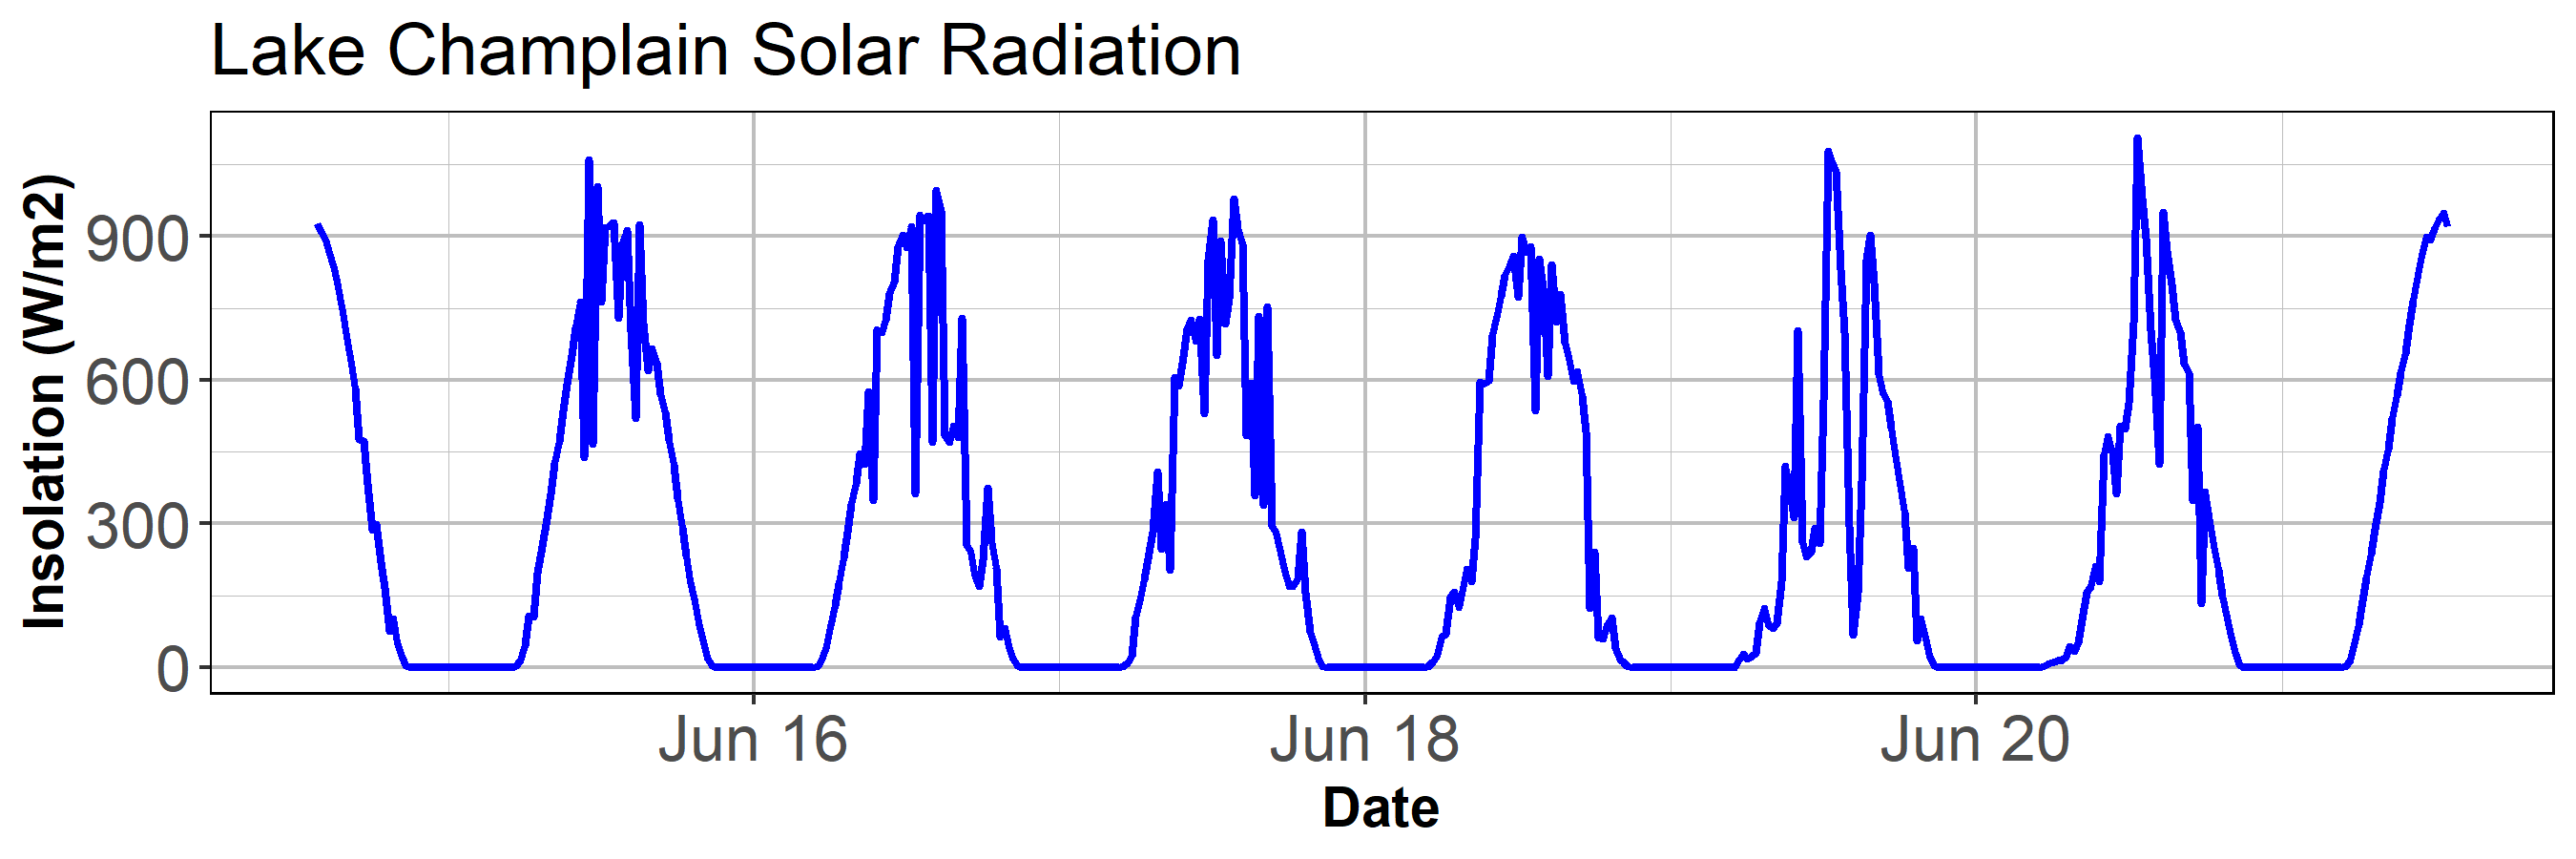 Lake Champlain Solar Radiation
Insolation (W/m2)
900
600
300
0
Jun 16
Jun 18
Jun 20
Date